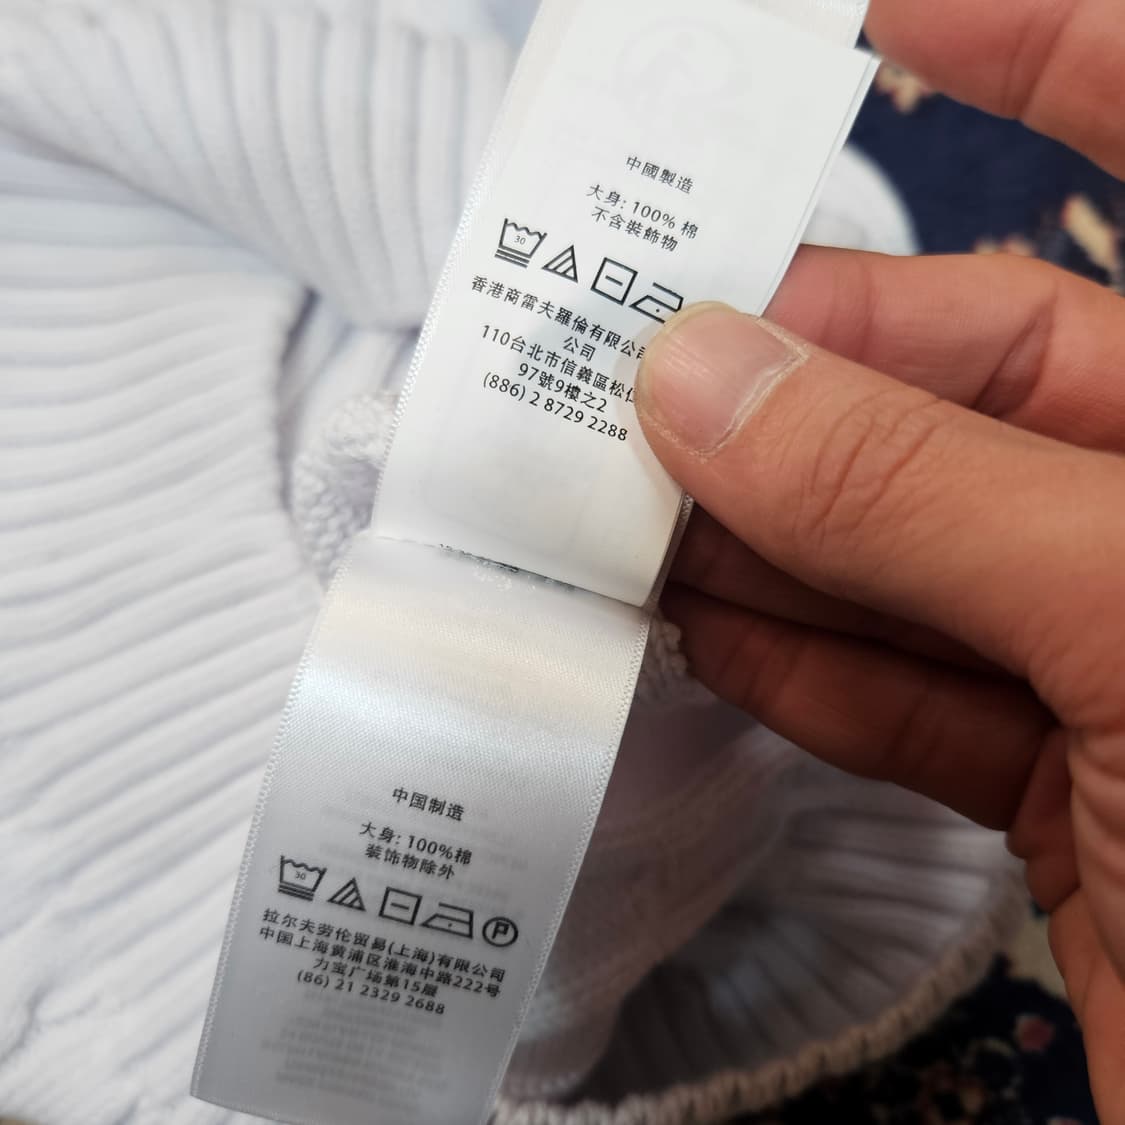 中國製造
大身: 100% 棉
不含裝飾物
30
香港商雷夫羅倫有限公司
公司
110台北市信義區松仁
97號9樓之2
(886) 2 8729 2288
中国制造
大身: 100%棉
装饰物除外
30
P
拉尔夫劳伦贸易(上海)有限公司
中国上海黄浦区淮海中路222号
力宝广场第15层
(86) 21 2329 2688